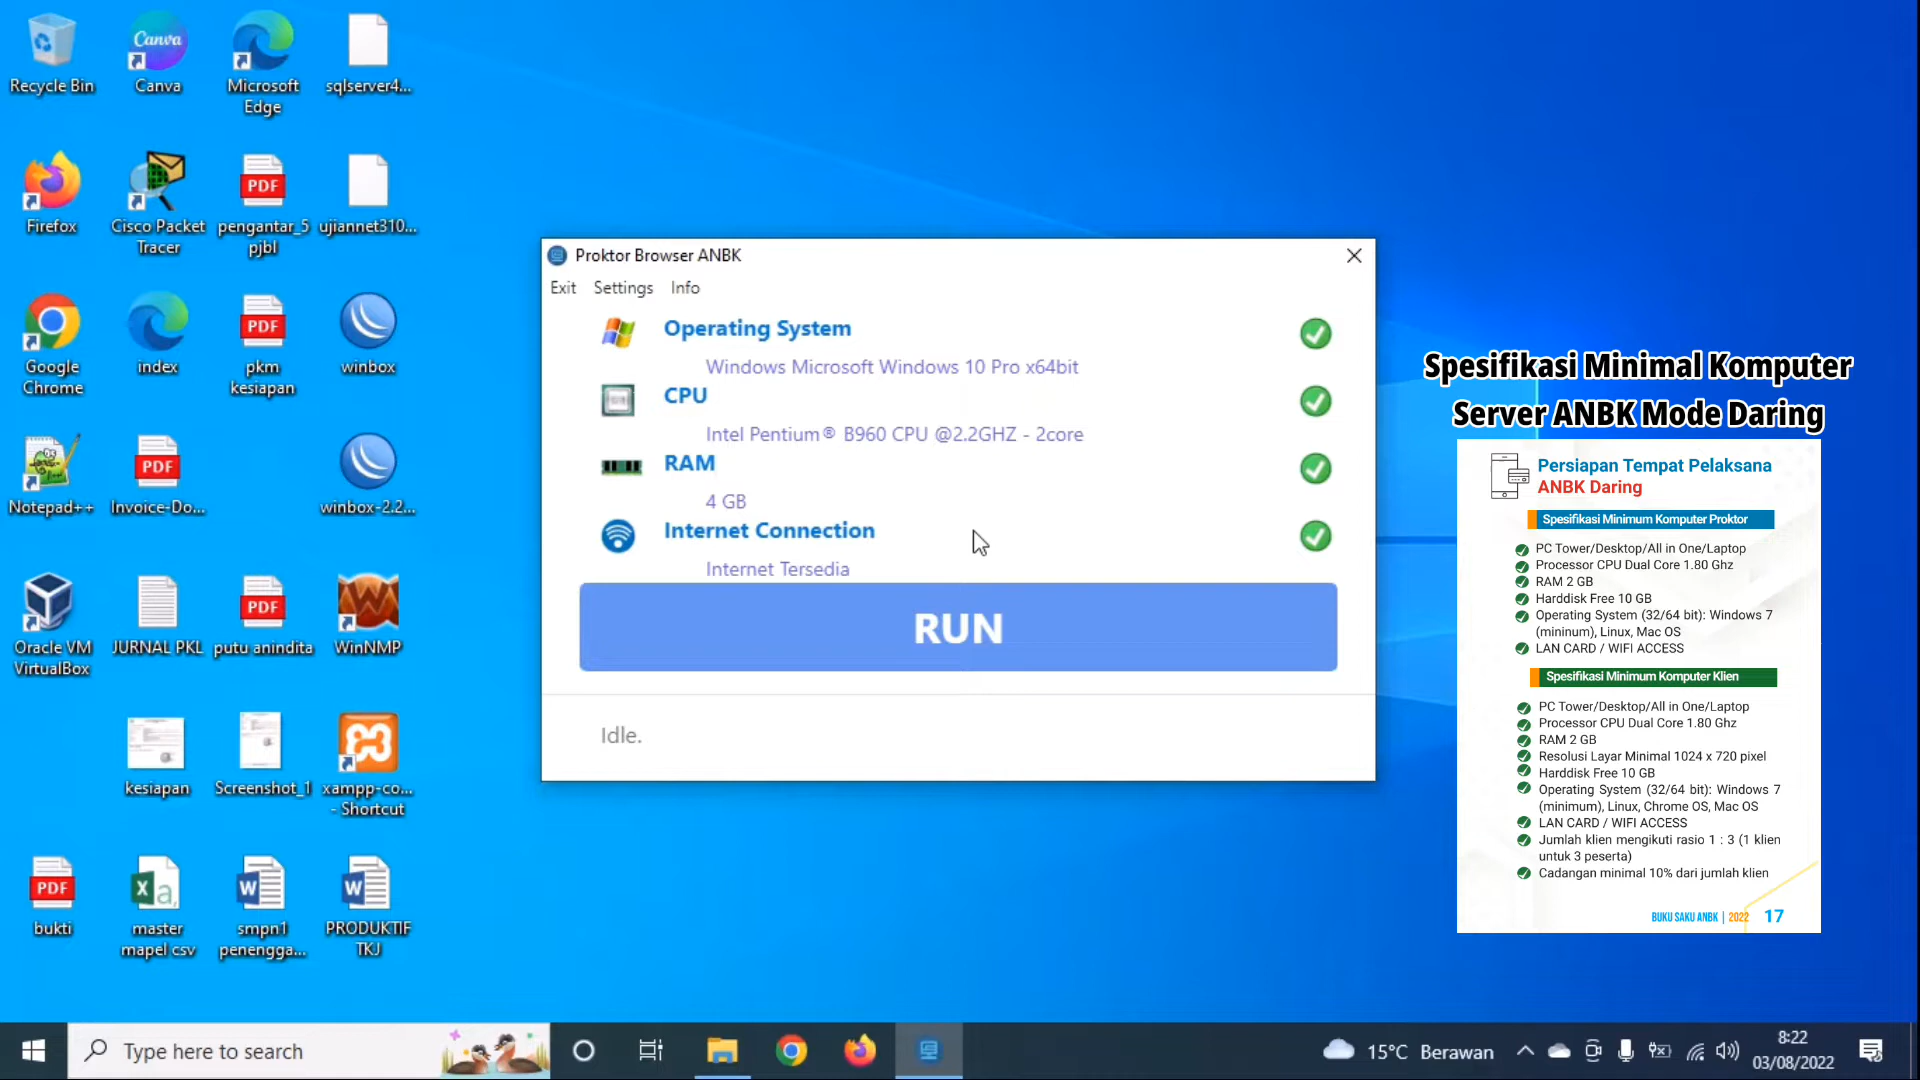 Recycle Bin
Canva
Canva
Microsoft
Edge
sqlserver4...
Firefox
Cisco Packet
Tracer
PDF
pengantar_5
pjbl
ujiannet310...
Google
Chrome
index
PDF
pkm
kesiapan
winbox
Notepad++
PDF
Invoice-Do...
winbox-2.2...
Oracle VM
VirtualBox
JURNAL PKL
PDF
putu anindita
WinNMP
kesiapan
Screenshot_1
xampp-co...
- Shortcut
PDF
bukti
master
mapel csv
smpn1
penengga...
PRODUKTIF
TKJ
Proktor Browser ANBK
Exit Settings Info
Operating System
Windows Microsoft Windows 10 Pro x64bit
CPU
Intel Pentium® B960 CPU @2.2GHZ - 2core
RAM
4 GB
Internet Connection
Internet Tersedia
RUN
Idle.
Spesifikasi Minimal Komputer
Server ANBK Mode Daring
Persiapan Tempat Pelaksana
ANBK Daring
Spesifikasi Minimum Komputer Proktor
PC Tower/Desktop/All in One/Laptop
Processor CPU Dual Core 1.80 Ghz
RAM 2 GB
Harddisk Free 10 GB
Operating System (32/64 bit): Windows 7
(mininum), Linux, Mac OS
LAN CARD / WIFI ACCESS
Spesifikasi Minimum Komputer Klien
PC Tower/Desktop/All in One/Laptop
Processor CPU Dual Core 1.80 Ghz
RAM 2 GB
Resolusi Layar Minimal 1024 x 720 pixel
Harddisk Free 10 GB
Operating System (32/64 bit): Windows 7
(minimum), Linux, Chrome OS, Mac OS
LAN CARD / WIFI ACCESS
Jumlah klien mengikuti rasio 1 : 3 (1 klien
untuk 3 peserta)
Cadangan minimal 10% dari jumlah klien
BUKU SAKU ANBK | 2022 17
Type here to search
15°C Berawan
8:22
03/08/2022